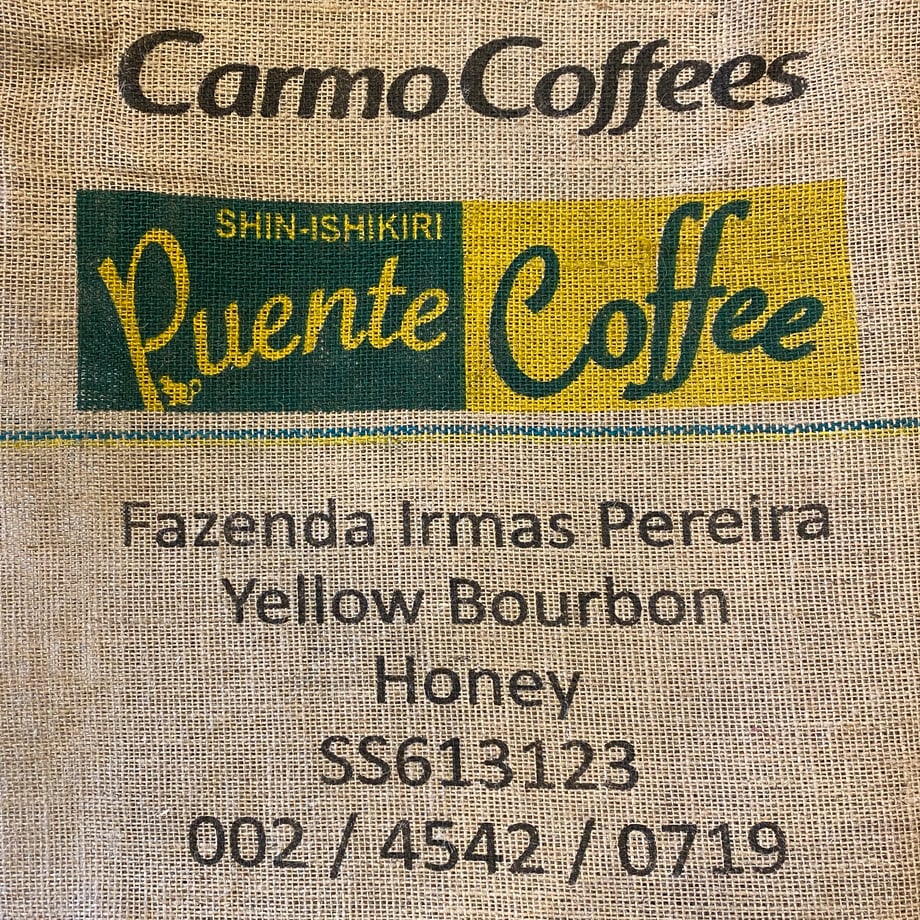 Carmo Coffees
SHIN-ISHIKIRI
Puente Coffee
Fazenda Irmas Pereira
Yellow Bourbon
Honey
SS613123
002 / 4542 / 0719